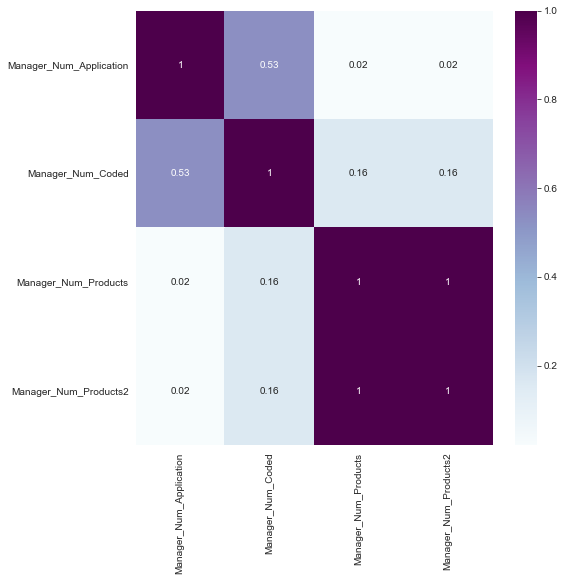 Manager_Num_Application
1
0.53
0.02
0.02
Manager_Num_Coded
0.53
1
0.16
0.16
Manager_Num_Products
0.02
0.16
1
1
Manager_Num_Products2
0.02
0.16
1
1
Manager_Num_Application
Manager_Num_Coded
Manager_Num_Products
Manager_Num_Products2
1.0
0.8
0.6
0.4
0.2